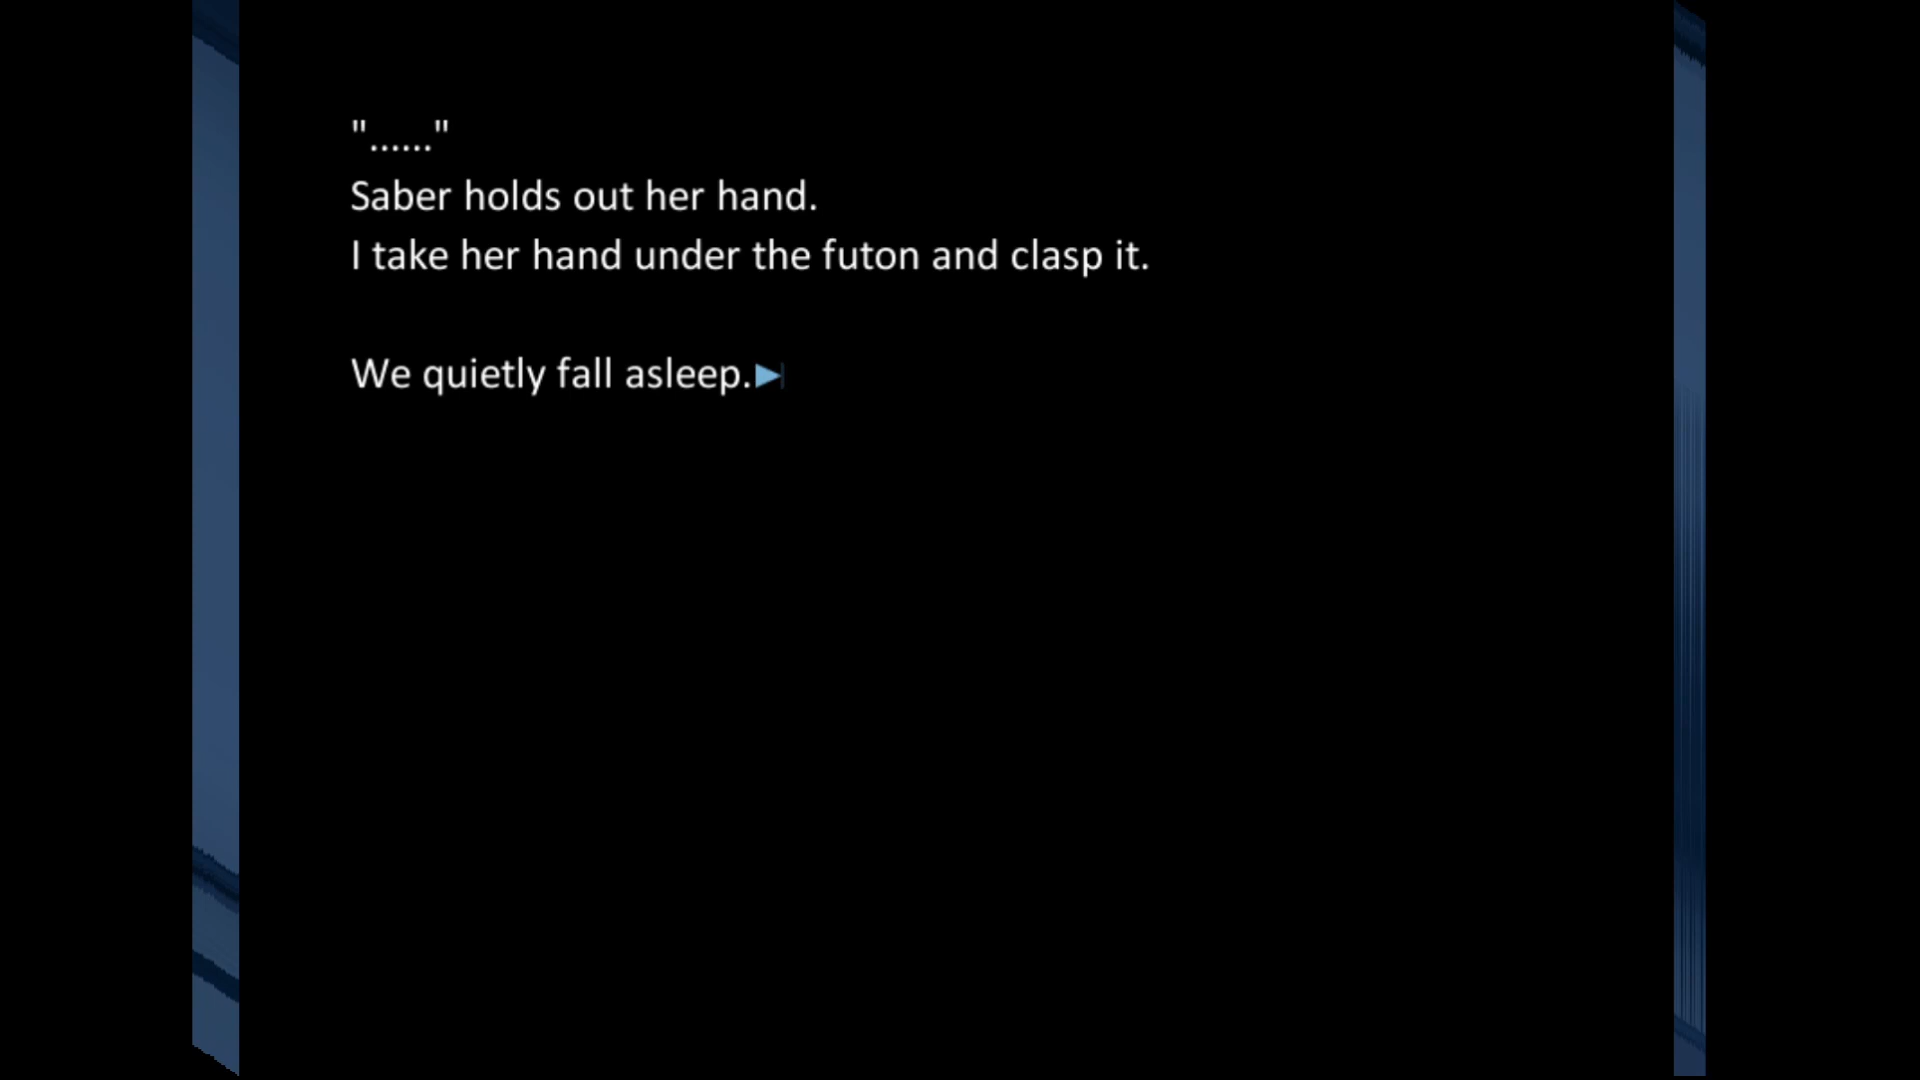 "......"
Saber holds out her hand.
I take her hand under the futon and clasp it.
We quietly fall asleep.